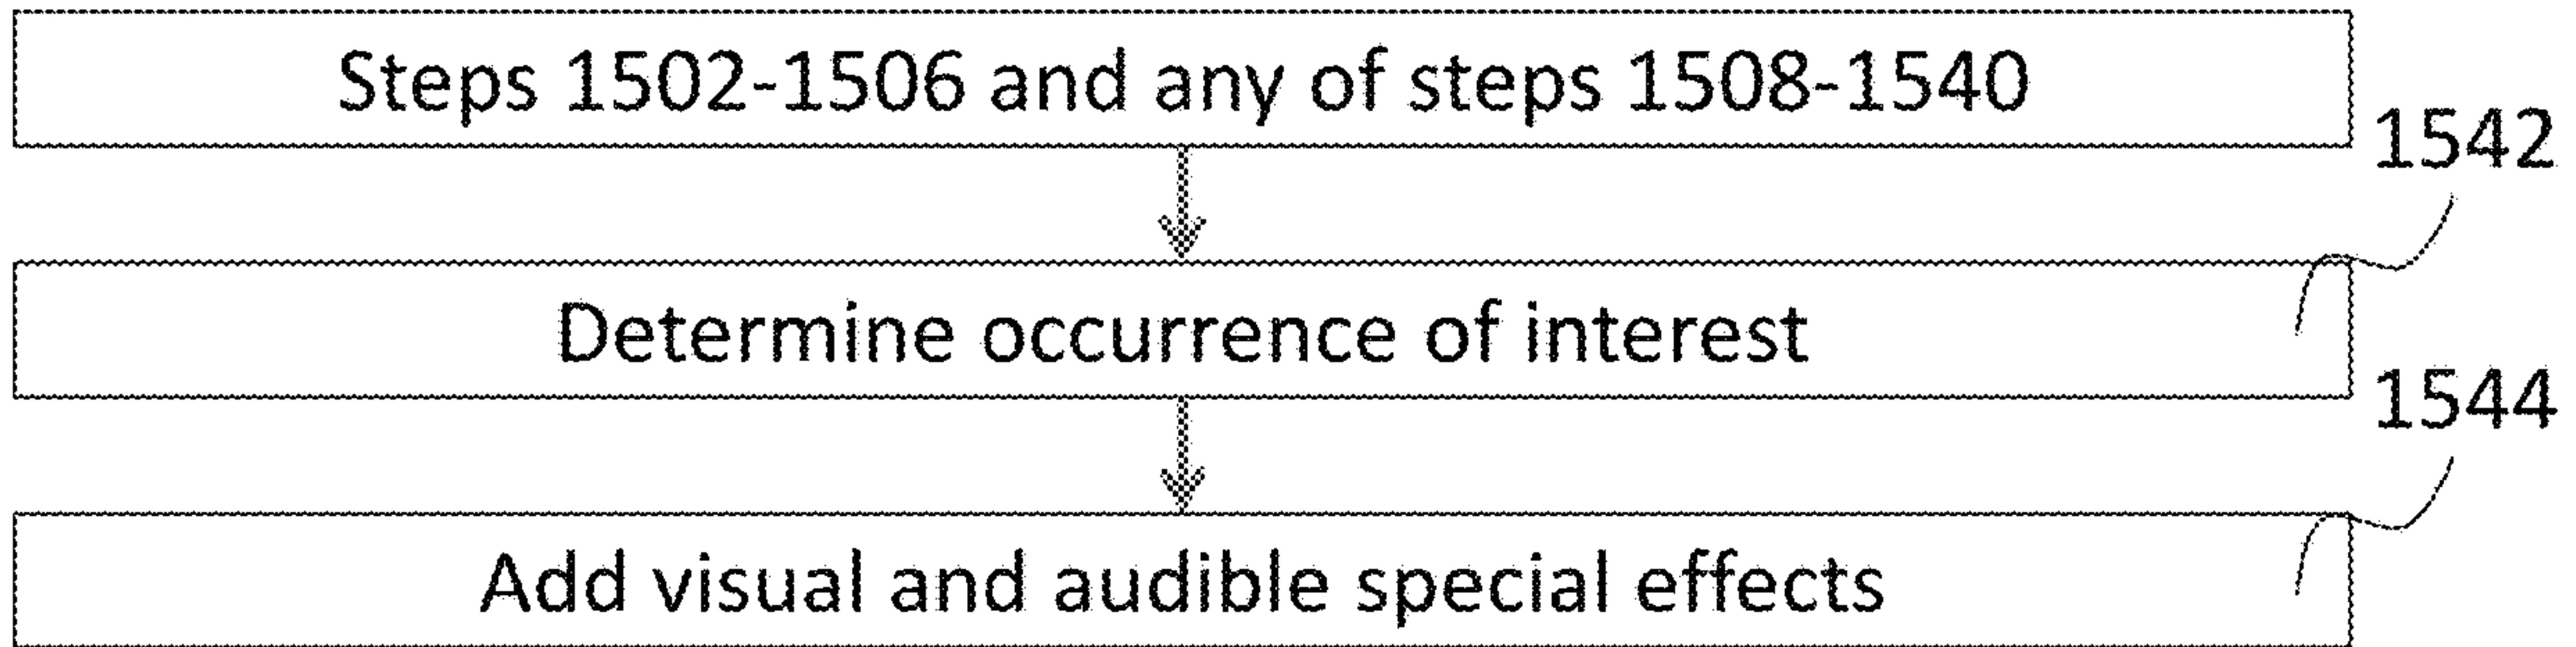 Steps 1502-1506 and any of steps 1508-1540
1542
Determine occurrence of interest
1544
Add visual and audible special effects